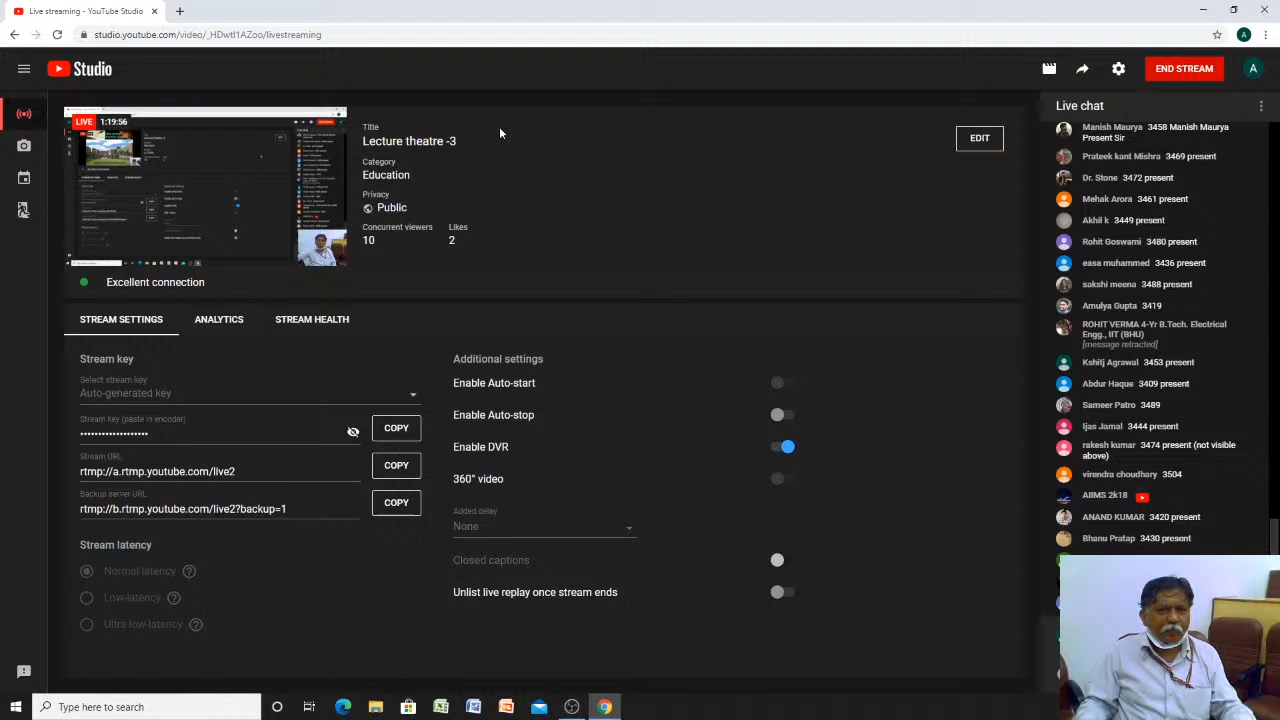 Live streaming - YouTube Studio
studio.youtube.com/video/_HDwtI1AZoo/livestreaming
A
Studio
END STREAM
A
LIVE
1:19:56
Title
Lecture theatre -3
Category
Education
Privacy
Public
Concurrent viewers
10
Likes
2
EDIT
Excellent connection
STREAM SETTINGS
ANALYTICS
STREAM HEALTH
Stream key
Select stream key
Auto-generated key
Stream key (paste in encoder)
••••••••••••••••••••
COPY
Stream URL
rtmp://a.rtmp.youtube.com/live2
COPY
Backup server URL
rtmp://b.rtmp.youtube.com/live2?backup=1
COPY
Stream latency
Normal latency
Low-latency
Ultra low-latency
Additional settings
Enable Auto-start
Enable Auto-stop
Enable DVR
360° video
Added delay
None
Closed captions
Unlist live replay once stream ends
Live chat
Manish Maurya 3458 Manish Maurya
Present Sir
Prateek kant Mishra 3469 present
Dr. Stone 3472 present
Mehak Arora 3461 present
Akhil k 3449 present
Rohit Goswami 3480 present
easa muhammed 3436 present
sakshi meena 3488 present
Amulya Gupta 3419
ROHIT VERMA 4-Yr B.Tech. Electrical
Engg., IIT (BHU)
[message retracted]
Kshitj Agrawal 3453 present
Abdur Haque 3409 present
Sameer Patro 3489
Ijas Jamal 3444 present
rakesh kumar 3474 present (not visible
above)
virendra choudhary 3504
AIIMS 2k18
ANAND KUMAR 3420 present
Bhanu Pratap 3430 present
Type here to search